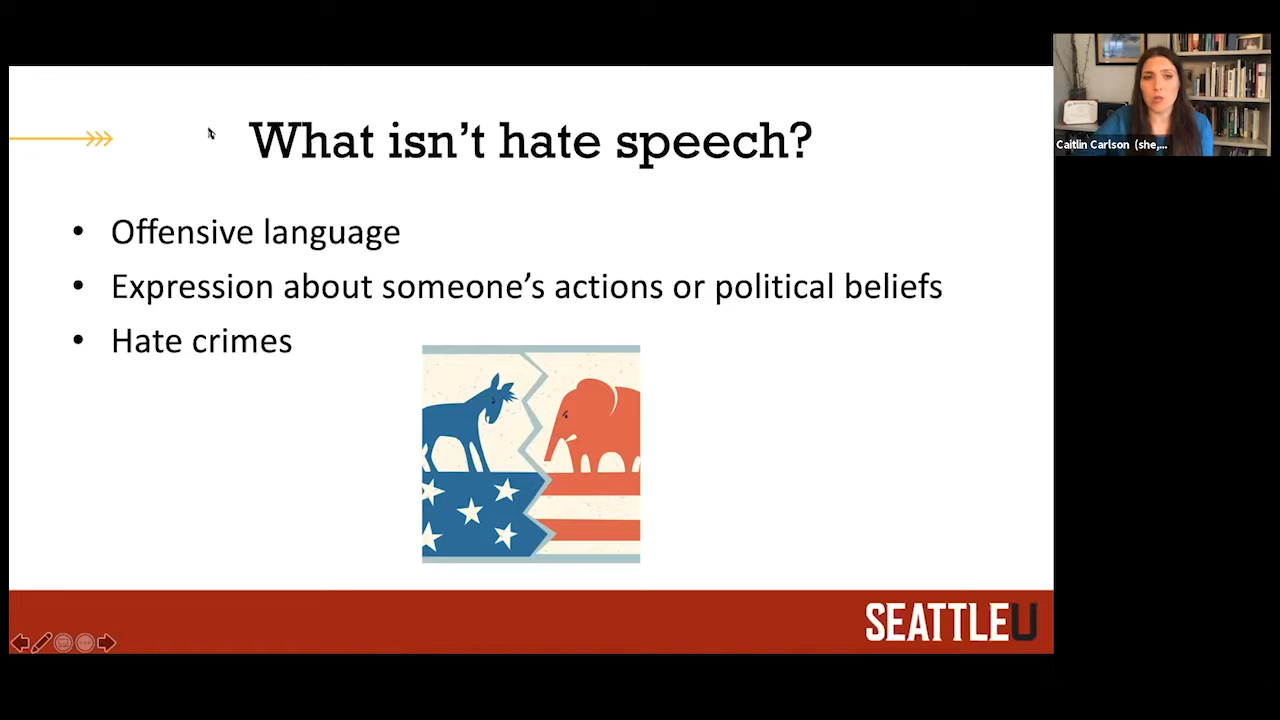 What isn’t hate speech?
• Offensive language
• Expression about someone’s actions or political beliefs
• Hate crimes
SEATTLEU
Caitlin Carlson (she,...